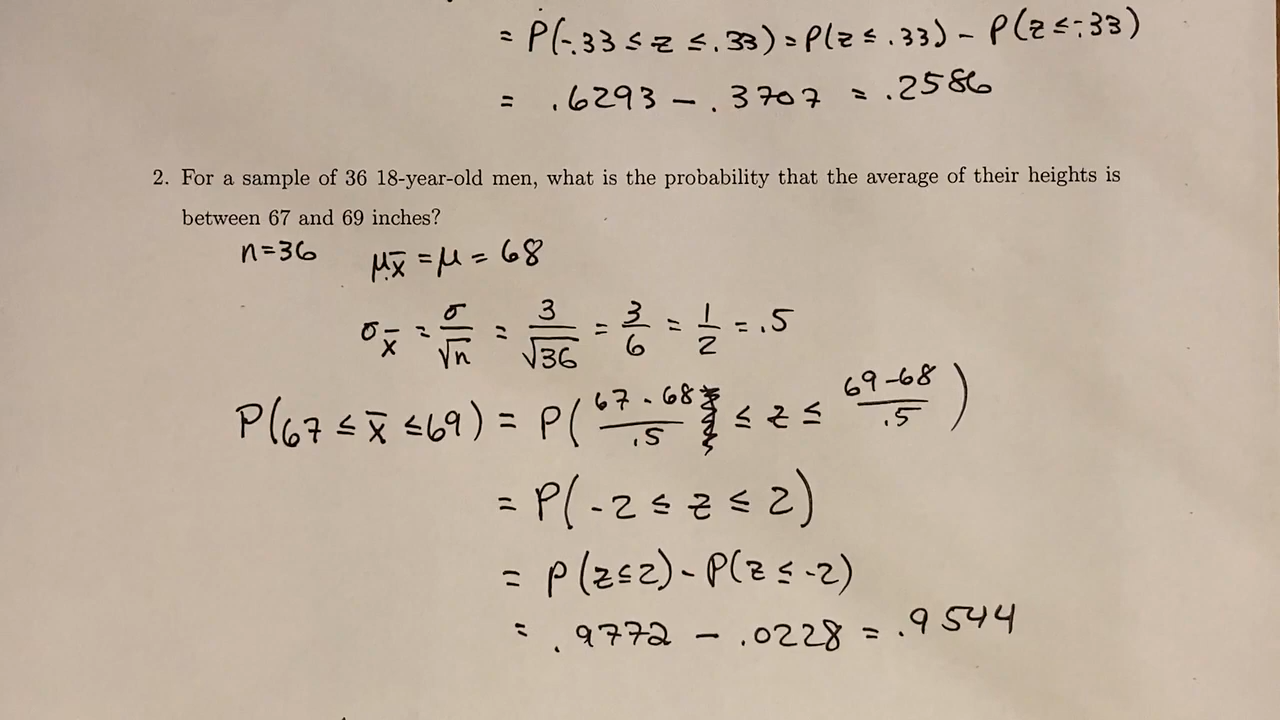 = P(-.33 ≤ z ≤ .33) = P(z ≤ .33) - P(z ≤ -.33)
= .6293 - .3707 = .2586
2. For a sample of 36 18-year-old men, what is the probability that the average of their heights is
between 67 and 69 inches?
n=36 μx̄ = μ = 68
σx̄ = σ/√n = 3/√36 = 3/6 = 1/2 = .5
P(67 ≤ x̄ ≤ 69) = P( (67 - 68)/.5 ≤ z ≤ (69-68)/.5 )
= P(-2 ≤ z ≤ 2)
= P(z ≤ 2) - P(z ≤ -2)
= .9772 - .0228 = .9544